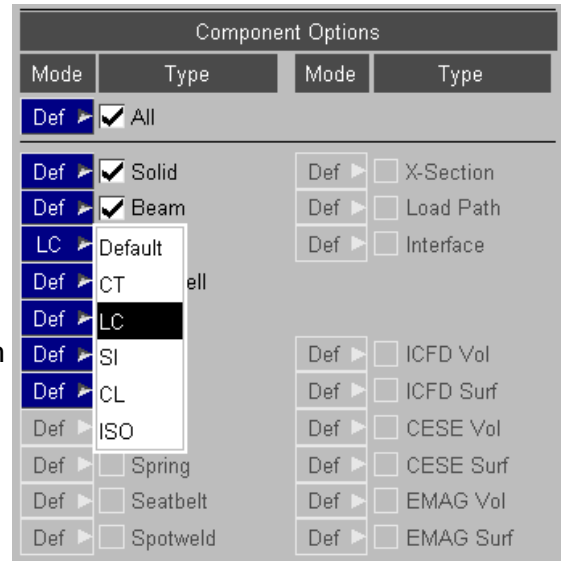 Component Options
Mode Type Mode Type
Def All
Def Solid Def X-Section
Def Beam Def Load Path
LC Default Def Interface
Def CT ell
Def LC
n Def SI Def ICFD Vol
Def CL Def ICFD Surf
Def ISO Def CESE Vol
Def Spring Def CESE Surf
Def Seatbelt Def EMAG Vol
Def Spotweld Def EMAG Surf